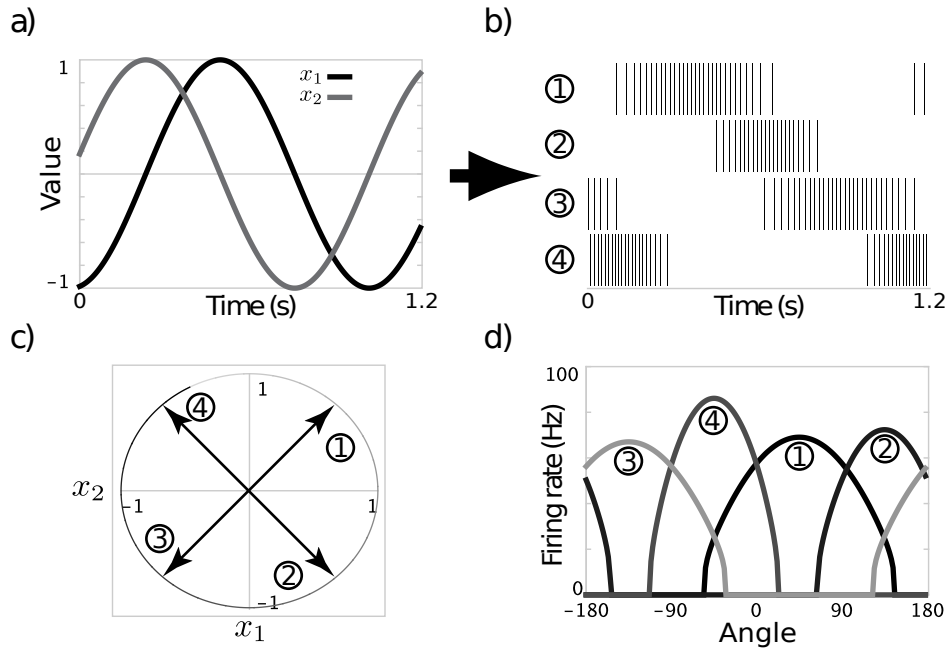 a)
Value
1
−1
x1
x2
0
Time (s)
1.2
b)
①
②
③
④
0
Time (s)
1.2
c)
x2
1
−1
1
−1
④
①
③
②
x1
d)
Firing rate (Hz)
100
0
③
④
①
②
−180
−90
0
90
180
Angle